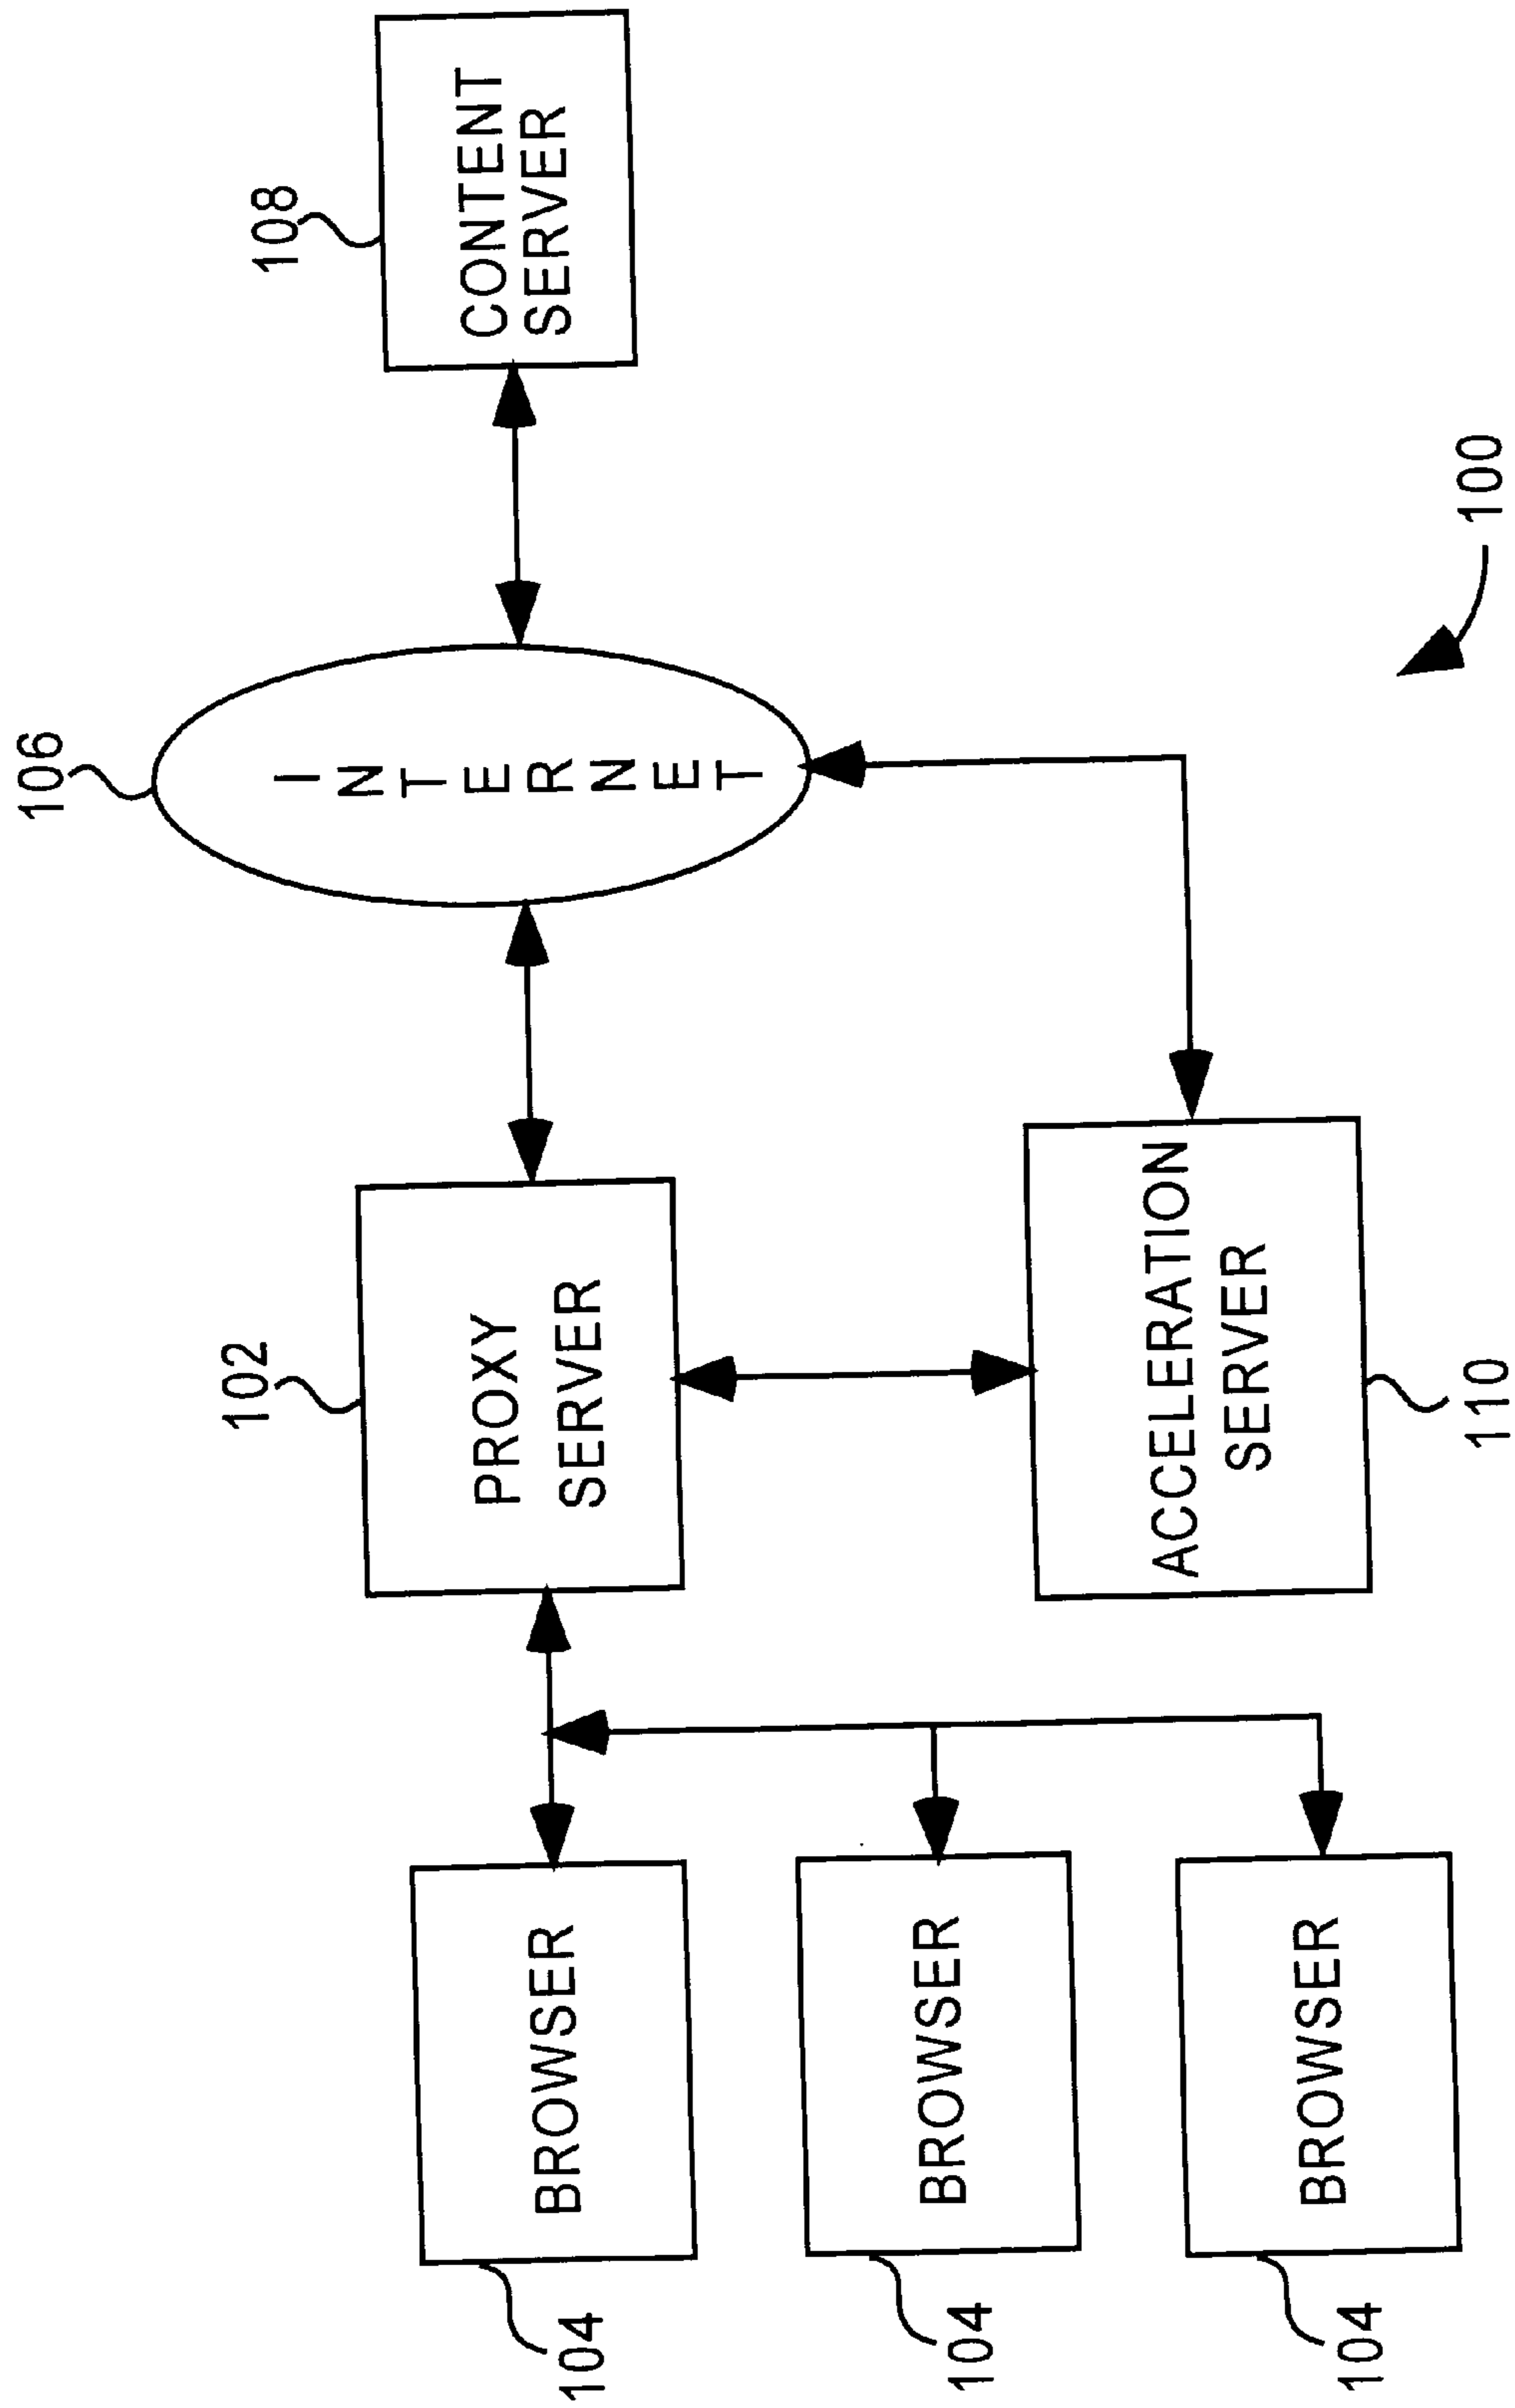 104
BROWSER
104
BROWSER
104
BROWSER
102
PROXY
SERVER
110
ACCELERATION
SERVER
106
INTERNET
108
CONTENT
SERVER
100